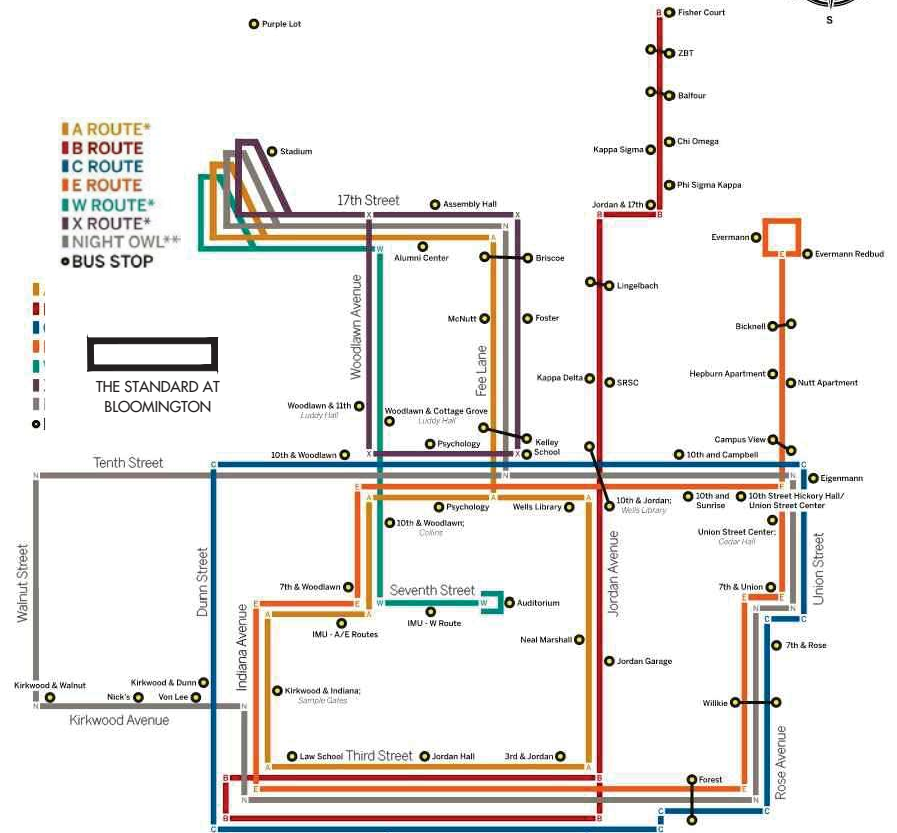 S
Purple Lot
Fisher Court
ZBT
Balfour
Chi Omega
Kappa Sigma
Phi Sigma Kappa
Jordan & 17th
A ROUTE*
B ROUTE
C ROUTE
E ROUTE
W ROUTE*
X ROUTE*
NIGHT OWL**
BUS STOP
Stadium
17th Street
Assembly Hall
Alumni Center
Briscoe
Evermann
Evermann Redbud
Lingelbach
Woodlawn Avenue
McNutt
Foster
Fee Lane
Bicknell
Hepburn Apartment
Nutt Apartment
Kappa Delta
SRSC
THE STANDARD AT
BLOOMINGTON
Woodlawn & 11th
Luddy Hall
Woodlawn & Cottage Grove
Luddy Hall
Psychology
Kelley
School
Campus View
10th & Woodlawn
10th and Campbell
Tenth Street
Eigenmann
Psychology
Wells Library
10th & Jordan;
Wells Library
10th and
Sunrise
10th Street Hickory Hall/
Union Street Center
10th & Woodlawn;
Collins
Union Street Center;
Cedar Hall
Walnut Street
Dunn Street
Jordan Avenue
Union Street
7th & Woodlawn
Seventh Street
7th & Union
Auditorium
IMU - A/E Routes
IMU - W Route
Indiana Avenue
Neal Marshall
7th & Rose
Jordan Garage
Kirkwood & Walnut
Kirkwood & Dunn
Nick's
Von Lee
Kirkwood & Indiana;
Sample Gates
Willkie
Kirkwood Avenue
Rose Avenue
Law School
Third Street
Jordan Hall
3rd & Jordan
Forest